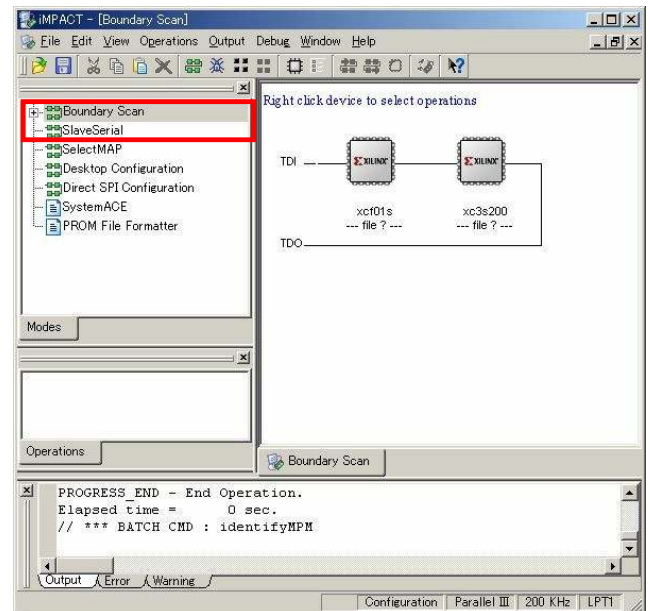 iMPACT - [Boundary Scan]
File Edit View Operations Output Debug Window Help
Boundary Scan
SlaveSerial
SelectMAP
Desktop Configuration
Direct SPI Configuration
SystemACE
PROM File Formatter
Modes
Operations
Right click device to select operations
TDI
XILINX
XILINX
xcf01s
xc3s200
--- file ? ---
--- file ? ---
TDO
Boundary Scan
PROGRESS_END - End Operation.
Elapsed time = 0 sec.
// *** BATCH CMD : identifyMPM
Output Error Warning
Configuration Parallel III 200 KHz LPT1